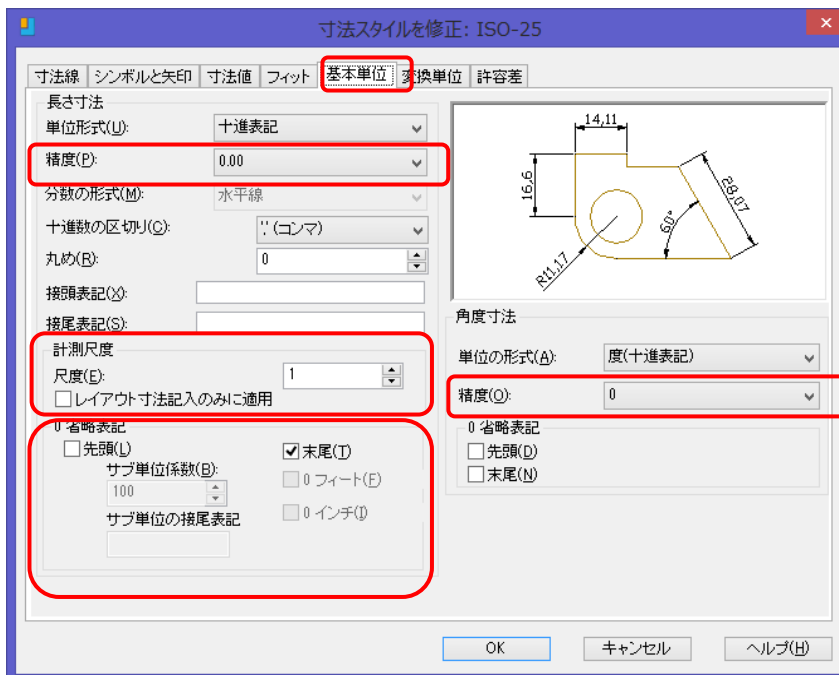 寸法スタイルを修正: ISO-25
寸法線 シンボルと矢印 寸法値 フィット 基本単位 変換単位 許容差
長さ寸法
単位形式(U): 十進表記
精度(P): 0.00
分数の形式(M): 水平線
十進数の区切り(C): ',' (コンマ)
丸め(R): 0
接頭表記(X):
接尾表記(S):
計測尺度
尺度(E): 1
レイアウト寸法記入のみに適用
0 省略表記
先頭(L) 末尾(T)
サブ単位係数(B): 0 フィート(F)
100
サブ単位の接尾表記 0 インチ(I)
14,11
16,6
28,07
60°
R11,17
角度寸法
単位の形式(A): 度(十進表記)
精度(O): 0
0 省略表記
先頭(D)
末尾(N)
OK キャンセル ヘルプ(H)